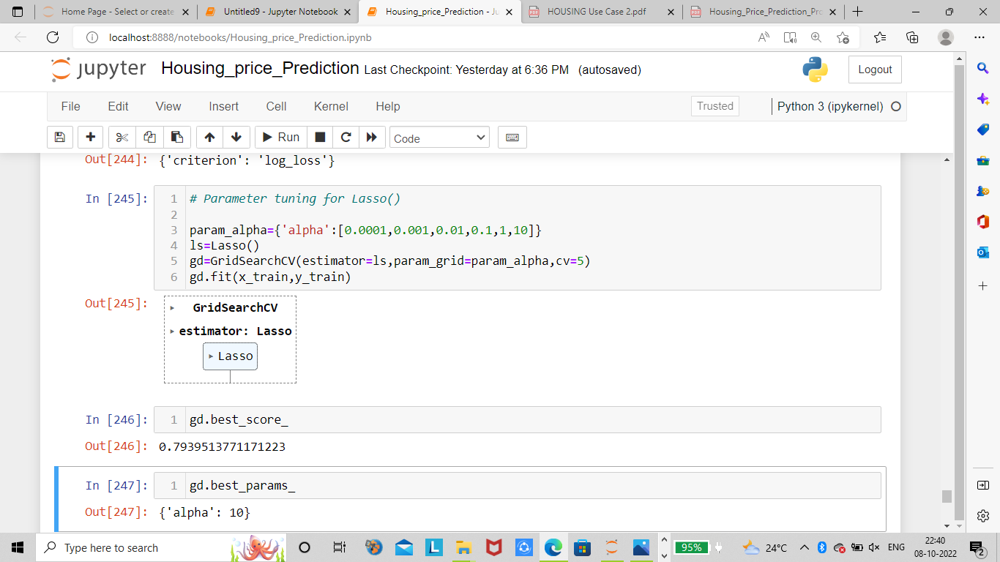 Home Page - Select or create
Untitled9 - Jupyter Notebook
Housing_price_Prediction - Ju
HOUSING Use Case 2.pdf
Housing_Price_Prediction_Pro
localhost:8888/notebooks/Housing_price_Prediction.ipynb
jupyter Housing_price_Prediction Last Checkpoint: Yesterday at 6:36 PM (autosaved)
Logout
File Edit View Insert Cell Kernel Help
Trusted
Python 3 (ipykernel)
Run
Code
Out[244]: {'criterion': 'log_loss'}
In [245]:
1 # Parameter tuning for Lasso()
2
3 param_alpha={'alpha':[0.0001,0.001,0.01,0.1,1,10]}
4 ls=Lasso()
5 gd=GridSearchCV(estimator=ls,param_grid=param_alpha,cv=5)
6 gd.fit(x_train,y_train)
Out[245]:
GridSearchCV
estimator: Lasso
Lasso
In [246]: 1 gd.best_score_
Out[246]: 0.7939513771171223
In [247]: 1 gd.best_params_
Out[247]: {'alpha': 10}
Type here to search
95%
24°C
ENG
22:40
08-10-2022
2